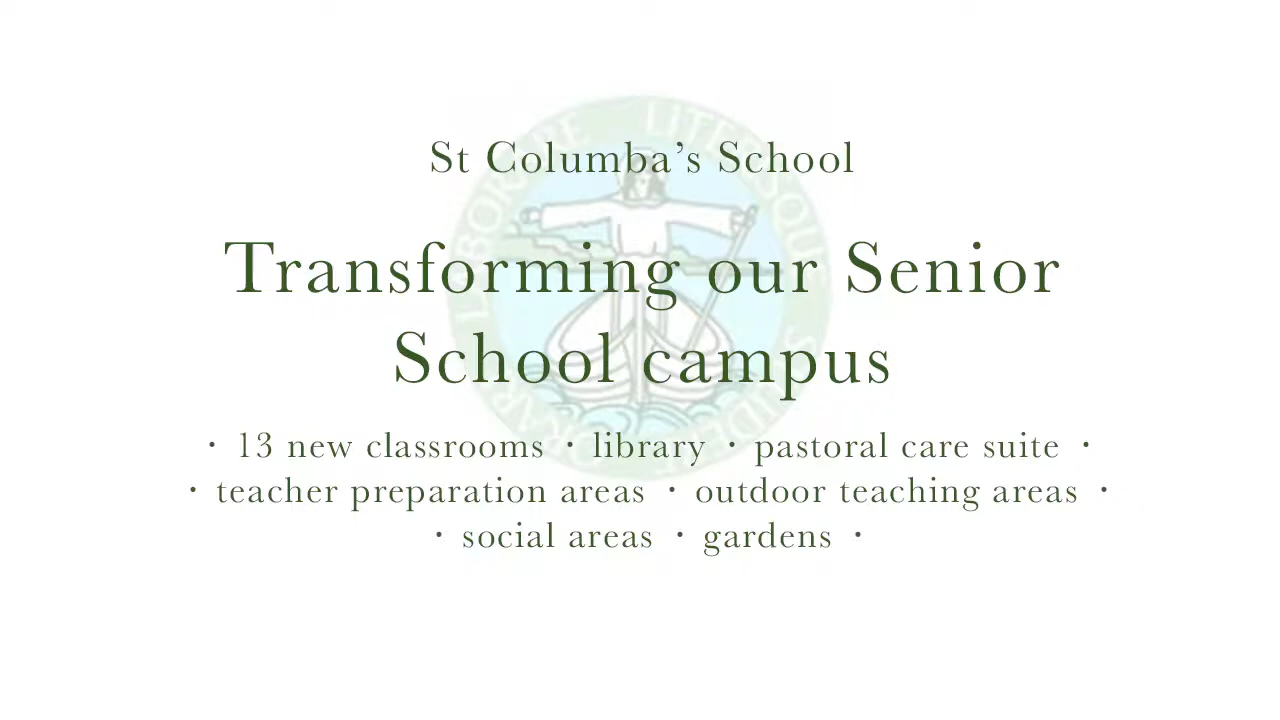 St Columba’s School
Transforming our Senior
School campus
· 13 new classrooms · library · pastoral care suite ·
· teacher preparation areas · outdoor teaching areas ·
· social areas · gardens ·